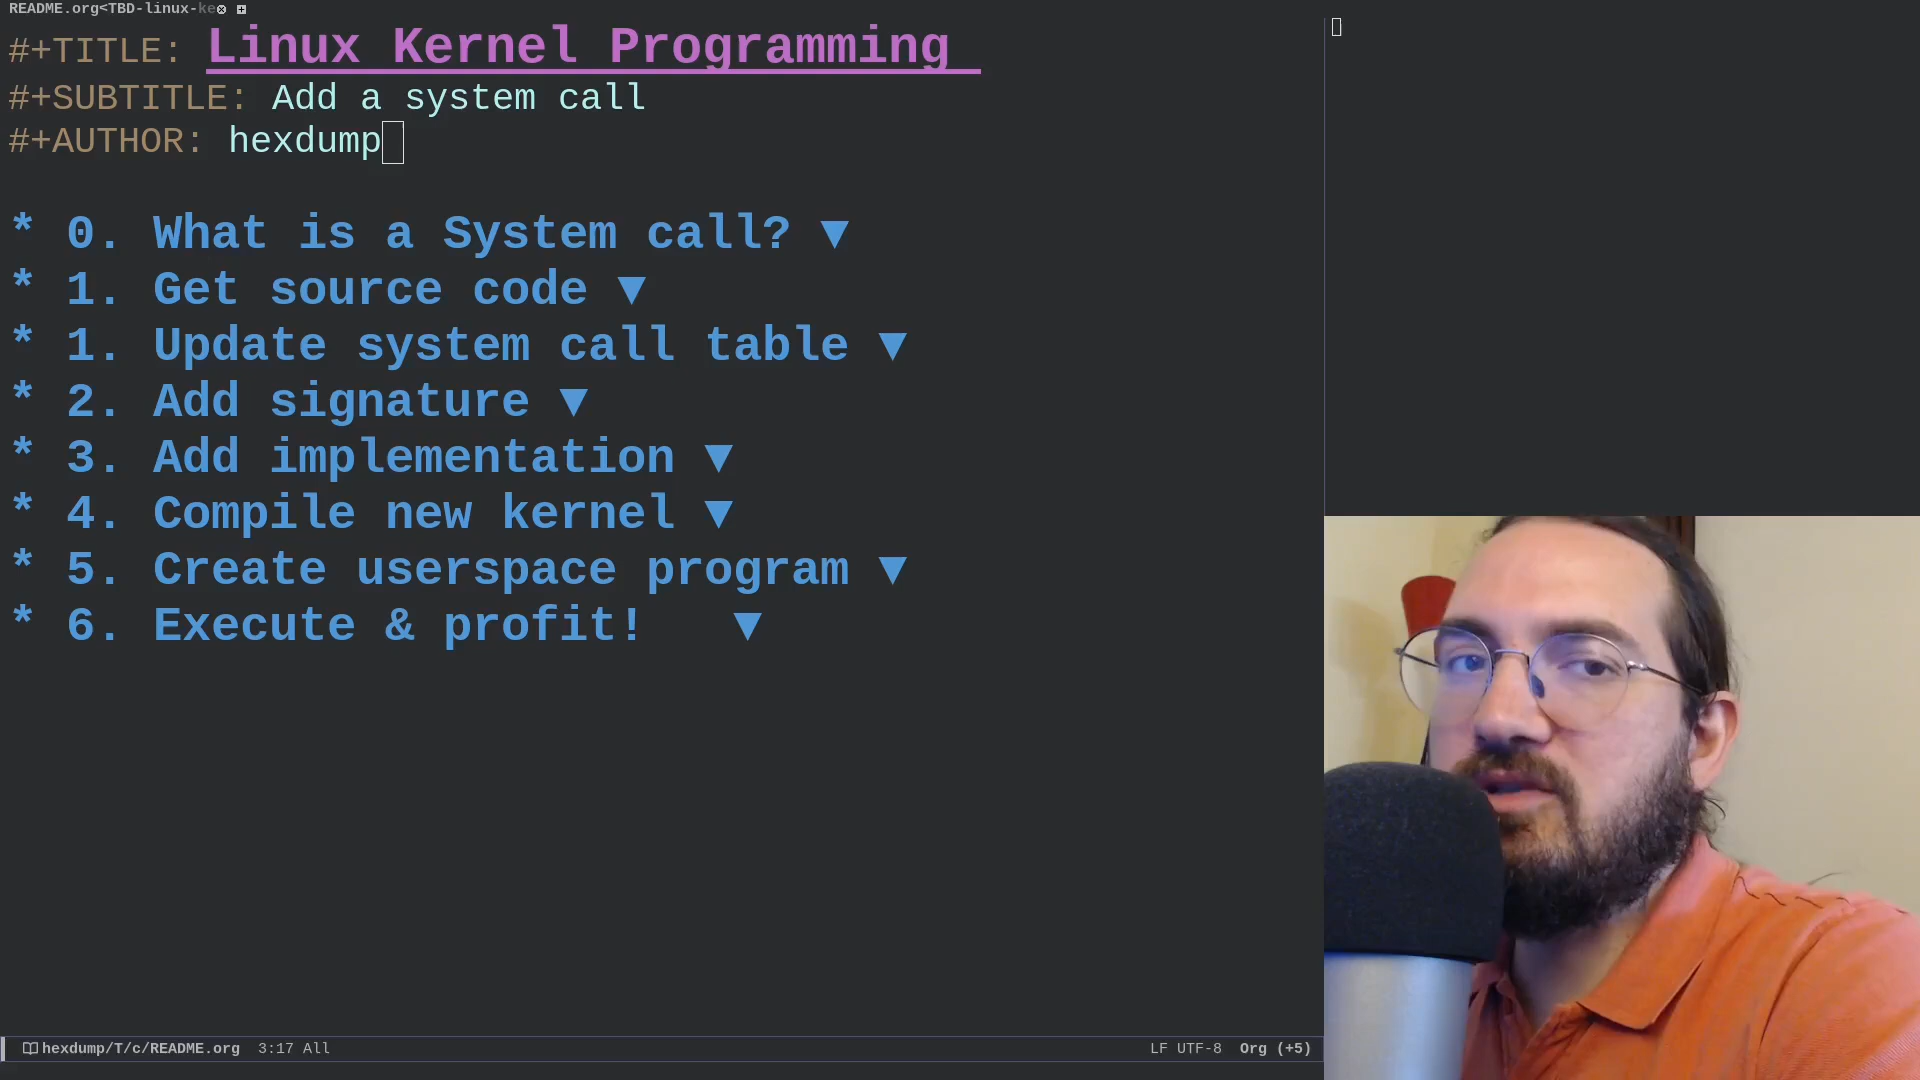 README.org<TBD-linux-ke
#+TITLE: Linux Kernel Programming
#+SUBTITLE: Add a system call
#+AUTHOR: hexdump
* 0. What is a System call? ▼
* 1. Get source code ▼
* 1. Update system call table ▼
* 2. Add signature ▼
* 3. Add implementation ▼
* 4. Compile new kernel ▼
* 5. Create userspace program ▼
* 6. Execute & profit! ▼
hexdump/T/c/README.org 3:17 All LF UTF-8 Org (+5)